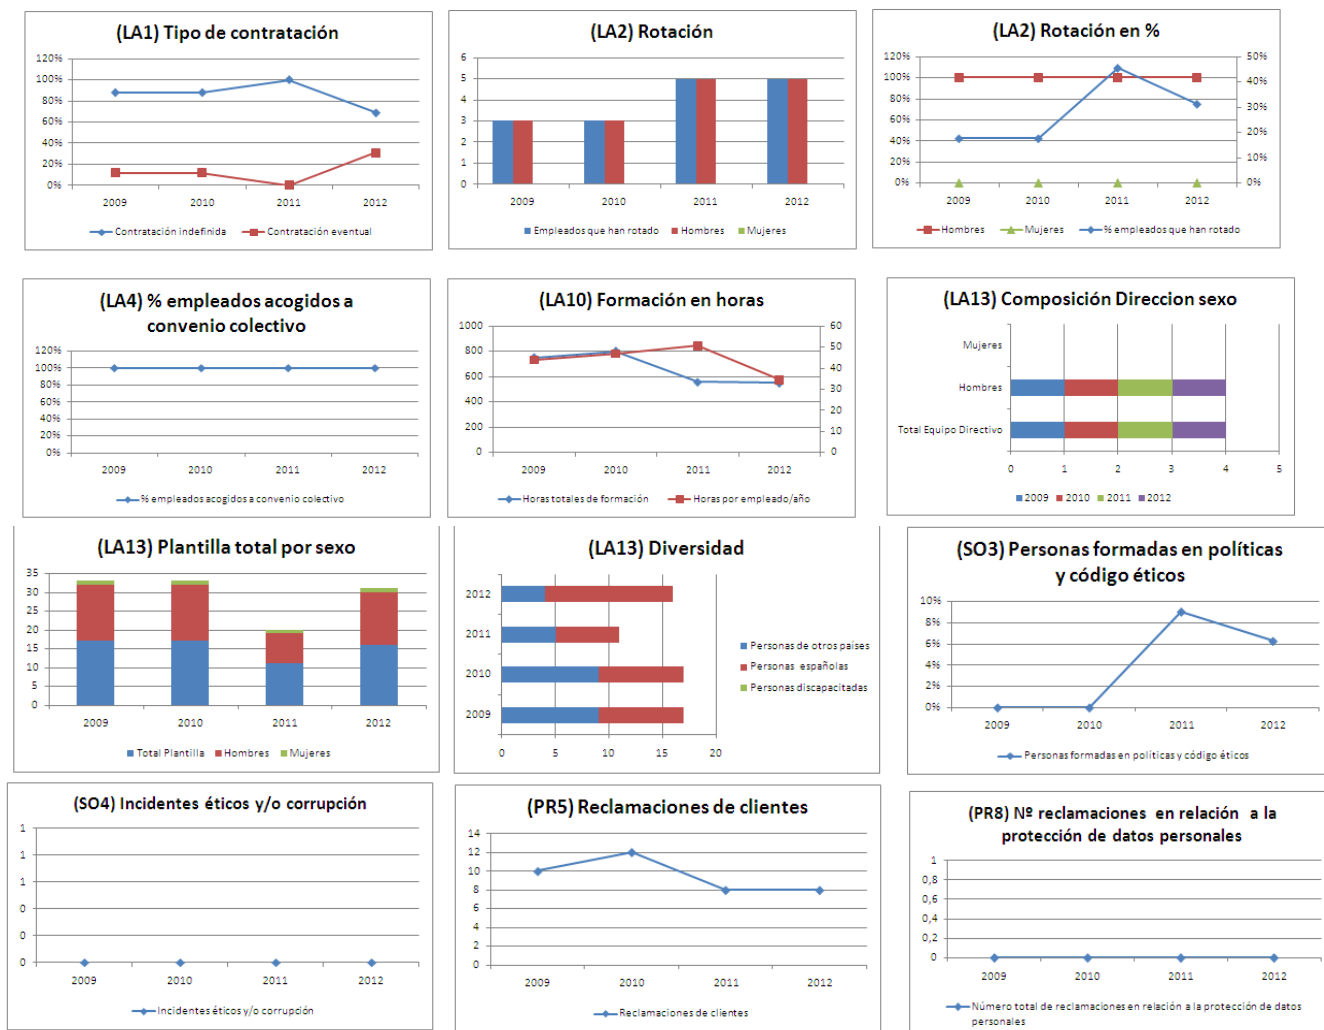 (LA1) Tipo de contratación
120%
100%
80%
60%
40%
20%
0%
2009 2010 2011 2012
Contratación indefinida Contratación eventual
(LA2) Rotación
6
5
4
3
2
1
0
2009 2010 2011 2012
Empleados que han rotado Hombres Mujeres
(LA2) Rotación en %
120% 50%
100% 40%
80% 30%
60% 20%
40% 10%
20% 0%
0%
2009 2010 2011 2012
Hombres Mujeres % empleados que han rotado
(LA4) % empleados acogidos a
convenio colectivo
120%
100%
80%
60%
40%
20%
0%
2009 2010 2011 2012
% empleados acogidos a convenio colectivo
(LA10) Formación en horas
1000 60
800 50
600 40
400 30
200 20
0 10
0
2009 2010 2011 2012
Horas totales de formación Horas por empleado/año
(LA13) Composición Direccion sexo
Mujeres
Hombres
Total Equipo Directivo
0 1 2 3 4 5
2009 2010 2011 2012
(LA13) Plantilla total por sexo
35
30
25
20
15
10
5
0
2009 2010 2011 2012
Total Plantilla Hombres Mujeres
(LA13) Diversidad
2012
2011
2010
2009
0 5 10 15 20
Personas de otros países
Personas españolas
Personas discapacitadas
(SO3) Personas formadas en políticas
y código éticos
10%
8%
6%
4%
2%
0%
2009 2010 2011 2012
Personas formadas en políticas y código éticos
(SO4) Incidentes éticos y/o corrupción
1
1
1
0
0
0
2009 2010 2011 2012
Incidentes éticos y/o corrupción
(PR5) Reclamaciones de clientes
14
12
10
8
6
4
2
0
2009 2010 2011 2012
Reclamaciones de clientes
(PR8) Nº reclamaciones en relación a la
protección de datos personales
1
0,8
0,6
0,4
0,2
0
2009 2010 2011 2012
Número total de reclamaciones en relación a la protección de datos
personales